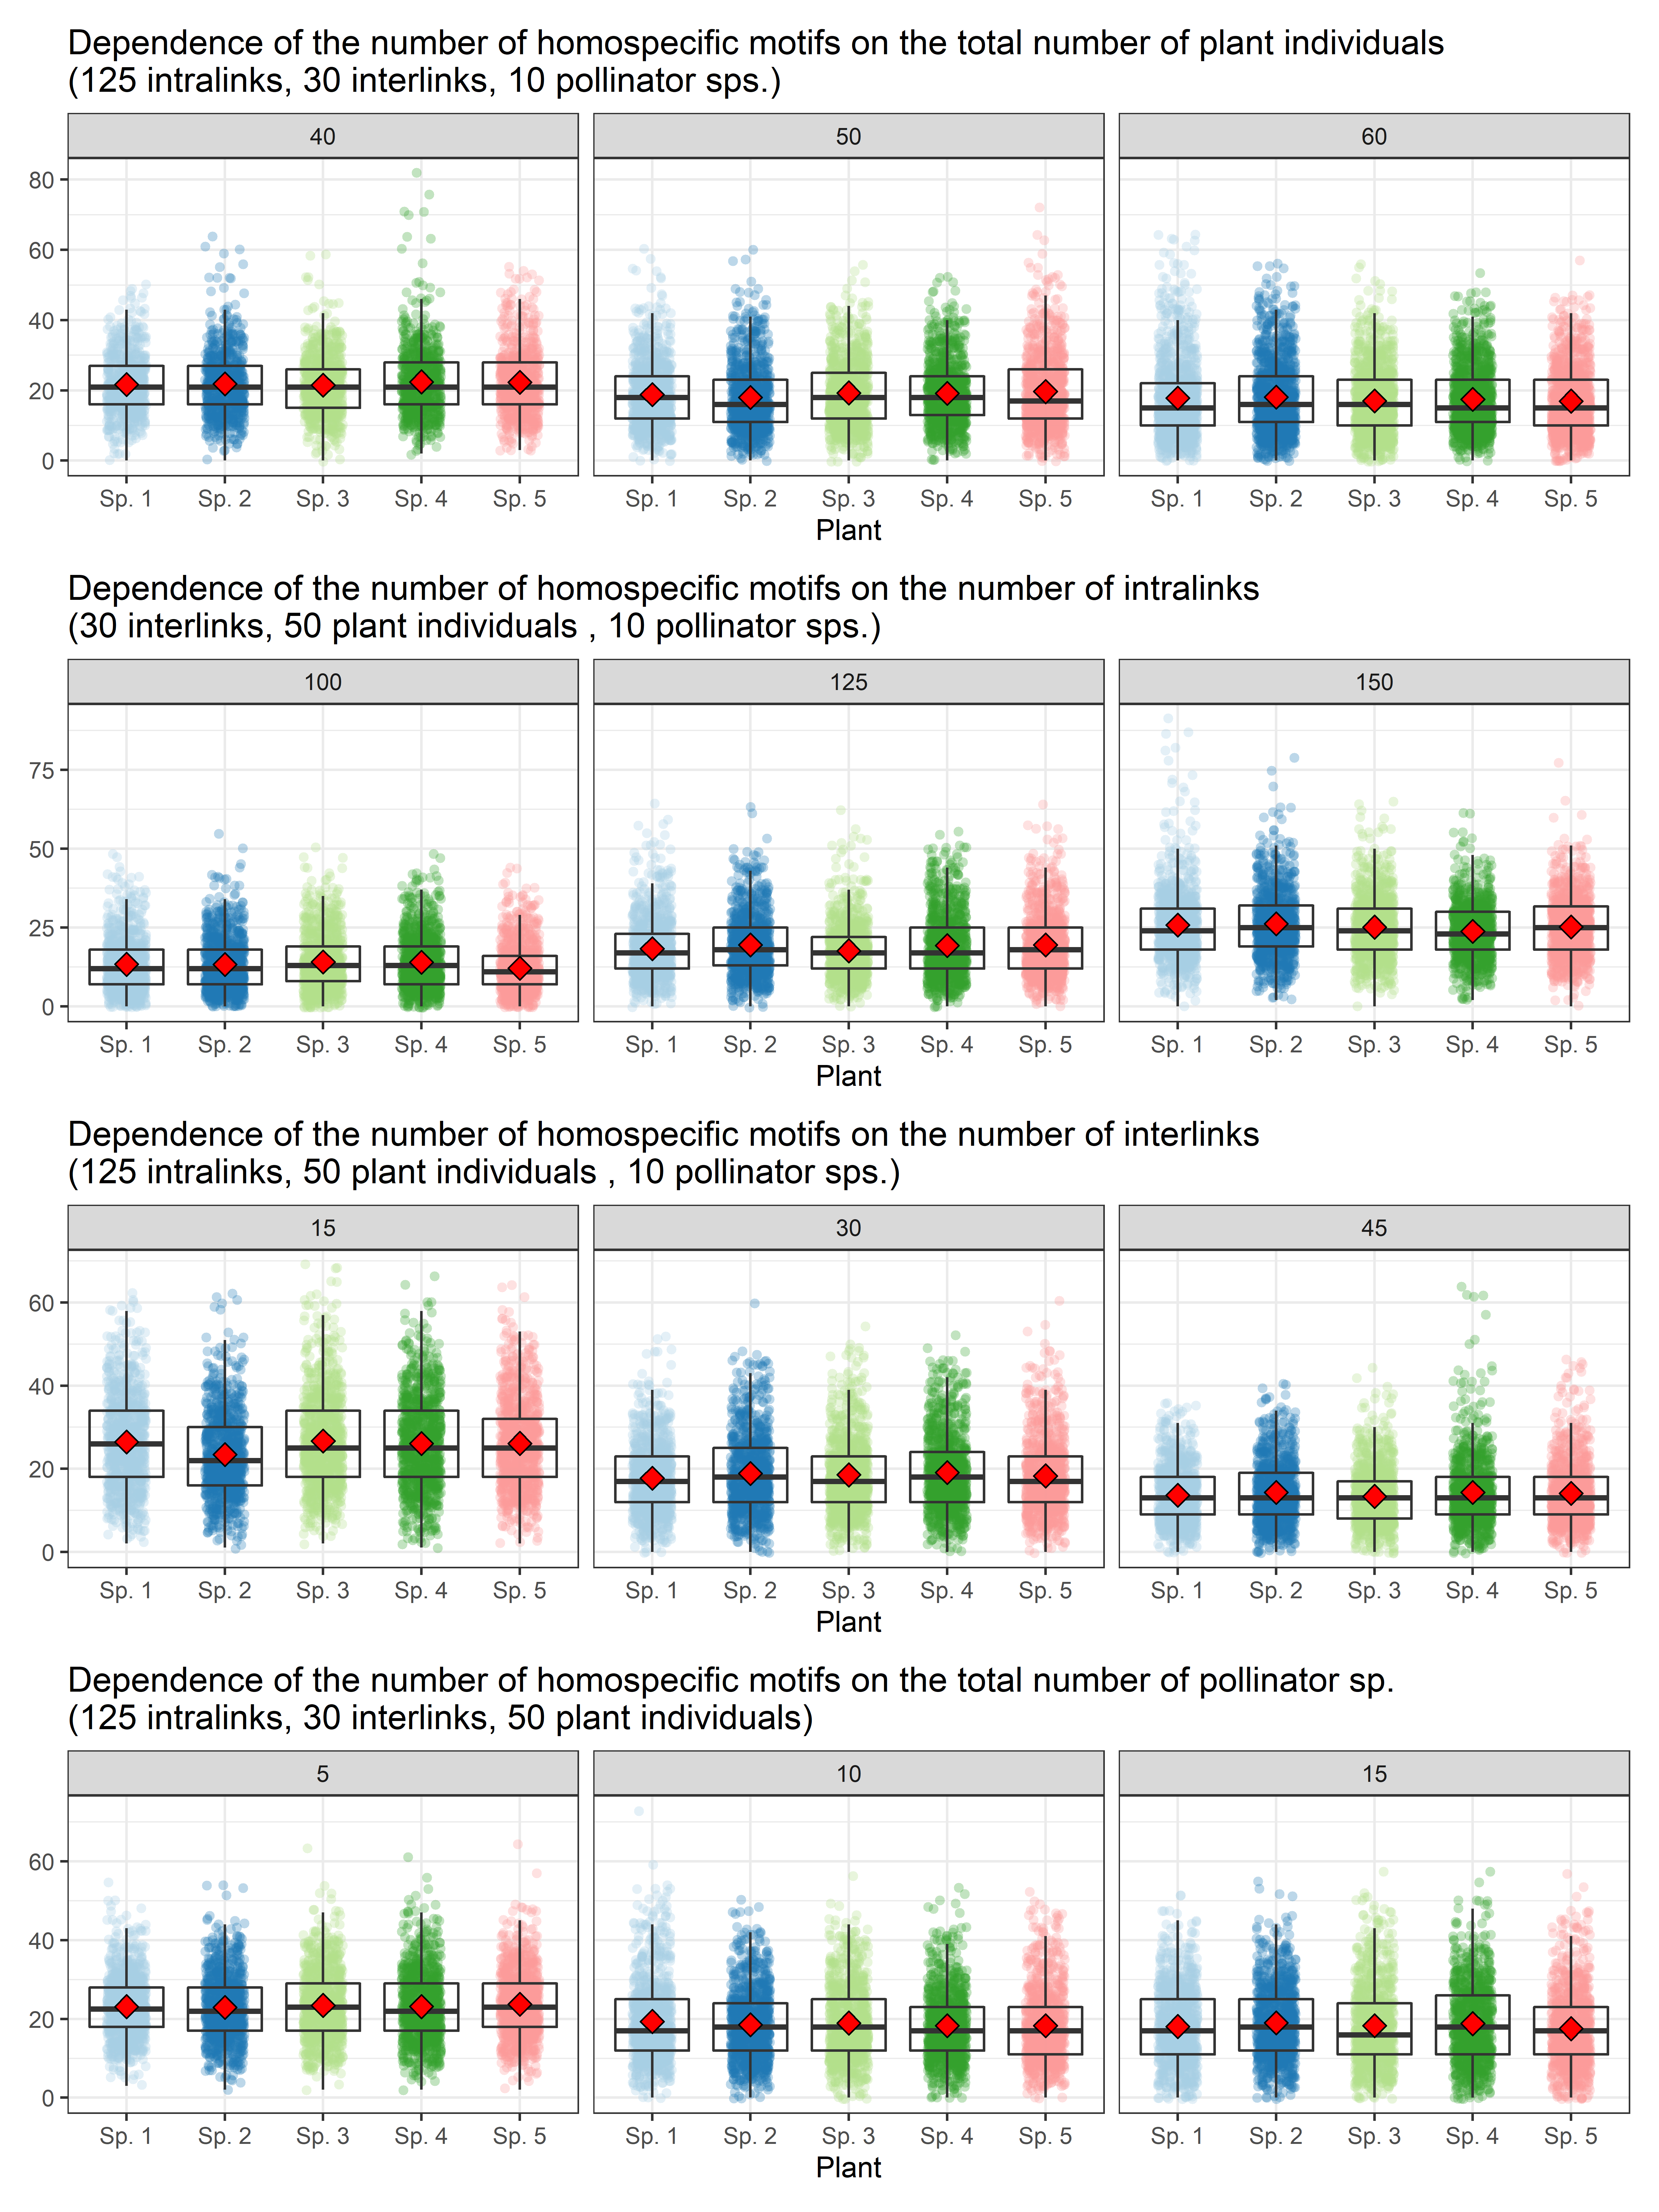 Dependence of the number of homospecific motifs on the total number of plant individuals
(125 intralinks, 30 interlinks, 10 pollinator sps.)
40 50 60
80
60
40
20
0
Sp. 1 Sp. 2 Sp. 3 Sp. 4 Sp. 5 Sp. 1 Sp. 2 Sp. 3 Sp. 4 Sp. 5 Sp. 1 Sp. 2 Sp. 3 Sp. 4 Sp. 5
Plant
Dependence of the number of homospecific motifs on the number of intralinks
(30 interlinks, 50 plant individuals , 10 pollinator sps.)
100 125 150
75
50
25
0
Sp. 1 Sp. 2 Sp. 3 Sp. 4 Sp. 5 Sp. 1 Sp. 2 Sp. 3 Sp. 4 Sp. 5 Sp. 1 Sp. 2 Sp. 3 Sp. 4 Sp. 5
Plant
Dependence of the number of homospecific motifs on the number of interlinks
(125 intralinks, 50 plant individuals , 10 pollinator sps.)
15 30 45
60
40
20
0
Sp. 1 Sp. 2 Sp. 3 Sp. 4 Sp. 5 Sp. 1 Sp. 2 Sp. 3 Sp. 4 Sp. 5 Sp. 1 Sp. 2 Sp. 3 Sp. 4 Sp. 5
Plant
Dependence of the number of homospecific motifs on the total number of pollinator sp.
(125 intralinks, 30 interlinks, 50 plant individuals)
5 10 15
60
40
20
0
Sp. 1 Sp. 2 Sp. 3 Sp. 4 Sp. 5 Sp. 1 Sp. 2 Sp. 3 Sp. 4 Sp. 5 Sp. 1 Sp. 2 Sp. 3 Sp. 4 Sp. 5
Plant